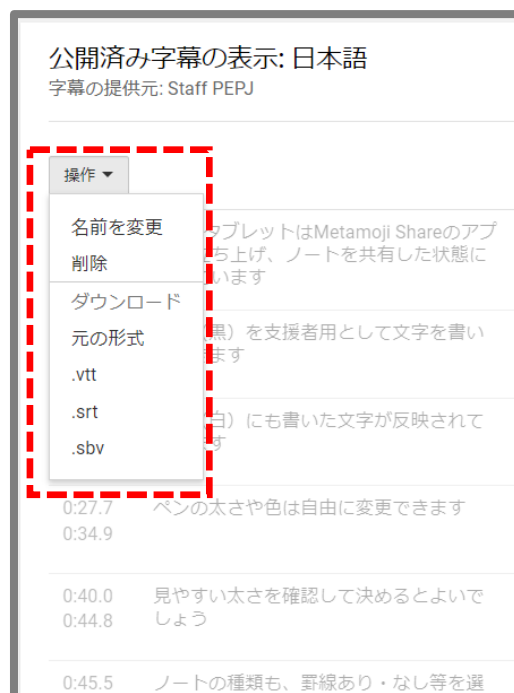 公開済み字幕の表示: 日本語
字幕の提供元: Staff PEPJ
操作
名前を変更
削除
ダウンロード
元の形式
.vtt
.srt
.sbv
タブレットはMetamoji Shareのアプ
ち上げ、ノートを共有した状態に
います
黒）を支援者用として文字を書い
ます
白）にも書いた文字が反映されて
す
0:27.7 ペンの太さや色は自由に変更できます
0:34.9
0:40.0 見やすい太さを確認して決めるとよいで
0:44.8 しょう
0:45.5 ノートの種類も、罫線あり・なし等を選